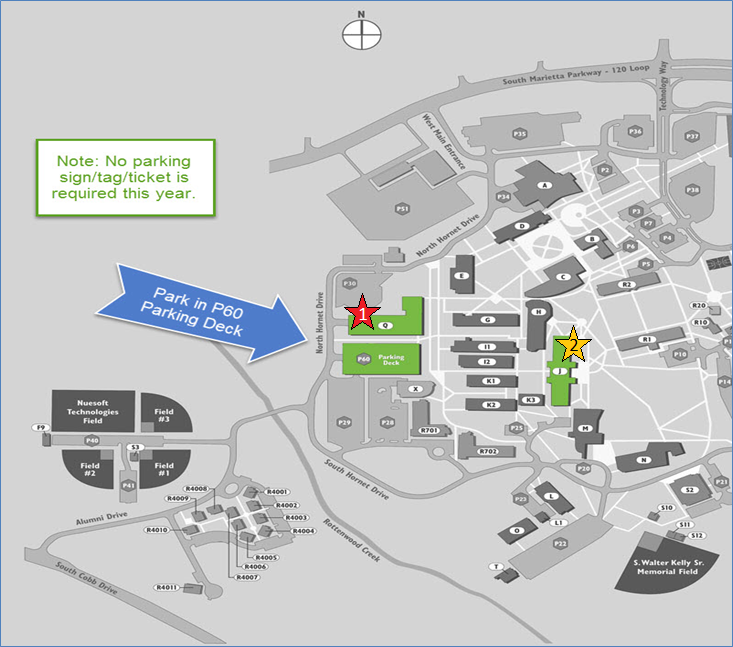 N
South Marietta Parkway - 120 Loop
Technology Way
West Main Entrance
P35
P36
P37
Note: No parking
sign/tag/ticket is
required this year.
P51
A
P2
P38
P34
P3
P7
P4
D
B
P6
North Hornet Drive
P5
E
C
R2
P30
Park in P60
Parking Deck
North Hornet Drive
1
Q
G
H
R20
R10
2
I1
R1
P60
Parking
Deck
I2
J
P10
K1
P14
X
Nuesoft
Technologies
Field
Field
#3
K2
K3
F9
P40
P29
P28
R701
P25
M
S3
Field
#2
Field
#1
R702
N
P41
South Hornet Drive
P20
P21
R4008
R4001
R4009
R4002
R4003
R4010
R4004
R4005
R4006
R4007
R4011
Alumni Drive
South Cobb Drive
Rottenwood Creek
L
P23
S2
S10
O
L1
S11
P22
S12
T
S. Walter Kelly Sr.
Memorial Field